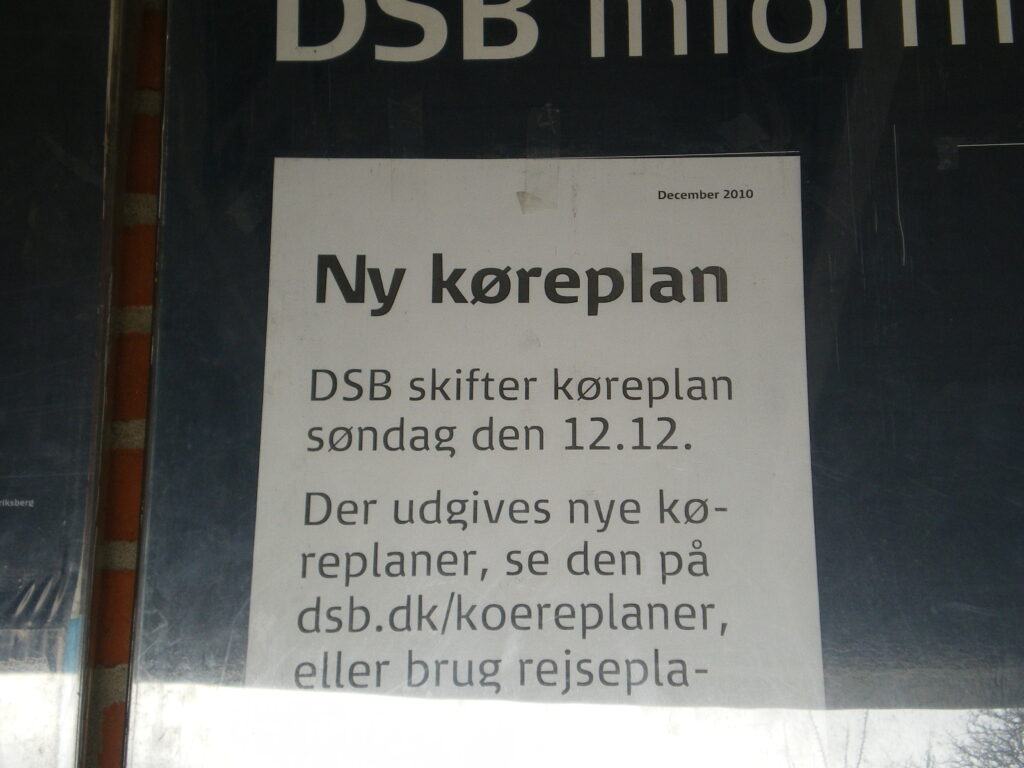 DSB inform
December 2010
Ny køreplan
DSB skifter køreplan
søndag den 12.12.
Der udgives nye kø-
replaner, se den på
dsb.dk/koereplaner,
eller brug rejsepla-
riksberg